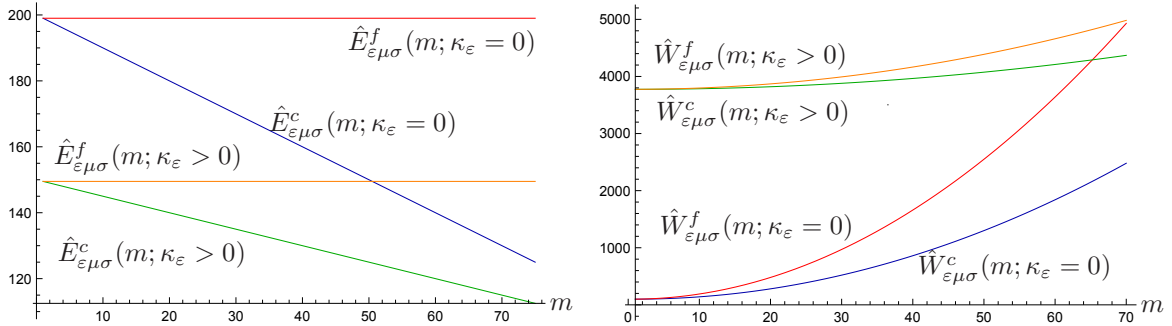 200
180
160
140
120
10 20 30 40 50 60 70
m
Ê^f_{εμσ}(m; κ_ε = 0)
Ê^c_{εμσ}(m; κ_ε = 0)
Ê^f_{εμσ}(m; κ_ε > 0)
Ê^c_{εμσ}(m; κ_ε > 0)
5000
4000
3000
2000
1000
0 10 20 30 40 50 60 70
m
Ŵ^f_{εμσ}(m; κ_ε > 0)
Ŵ^c_{εμσ}(m; κ_ε > 0)
Ŵ^f_{εμσ}(m; κ_ε = 0)
Ŵ^c_{εμσ}(m; κ_ε = 0)